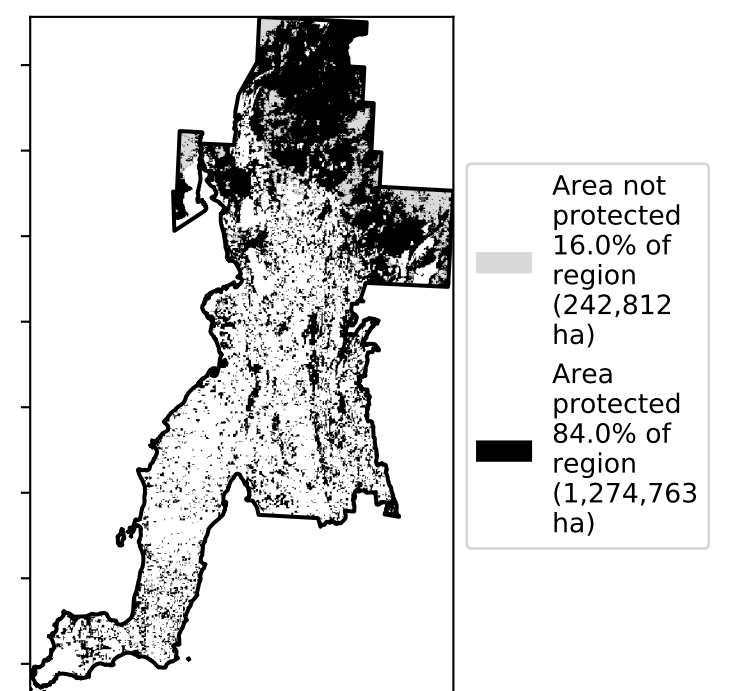 Area not
protected
16.0% of
region
(242,812
ha)
Area
protected
84.0% of
region
(1,274,763
ha)